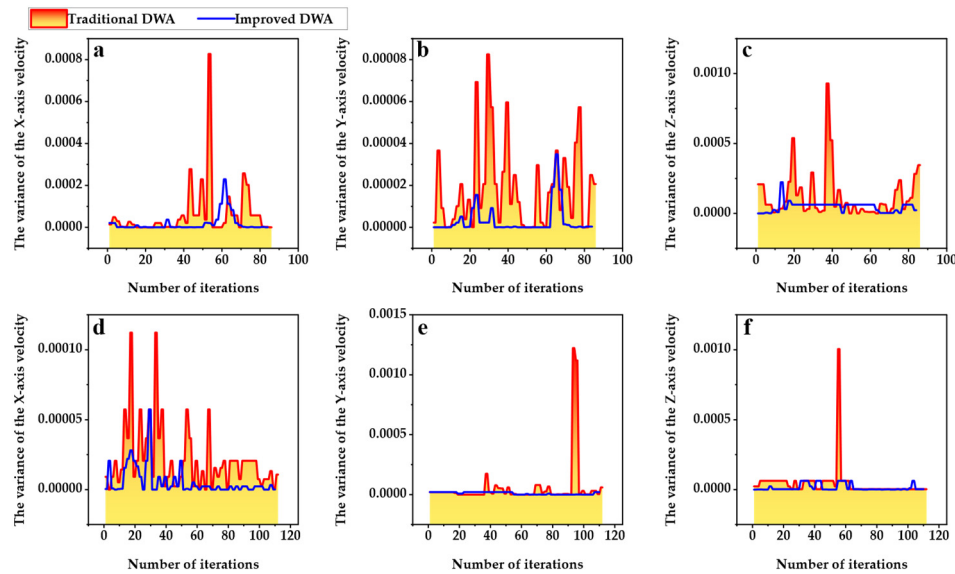 Traditional DWA
Improved DWA
a
The variance of the X-axis velocity
0.0008
0.0006
0.0004
0.0002
0.0000
0 20 40 60 80 100
Number of iterations
b
The variance of the Y-axis velocity
0.00008
0.00006
0.00004
0.00002
0.00000
0 20 40 60 80 100
Number of iterations
c
The variance of the Z-axis velocity
0.0010
0.0005
0.0000
0 20 40 60 80 100
Number of iterations
d
The variance of the X-axis velocity
0.00010
0.00005
0.00000
0 20 40 60 80 100 120
Number of iterations
e
The variance of the Y-axis velocity
0.0015
0.0010
0.0005
0.0000
0 20 40 60 80 100 120
Number of iterations
f
The variance of the Z-axis velocity
0.0010
0.0005
0.0000
0 20 40 60 80 100 120
Number of iterations